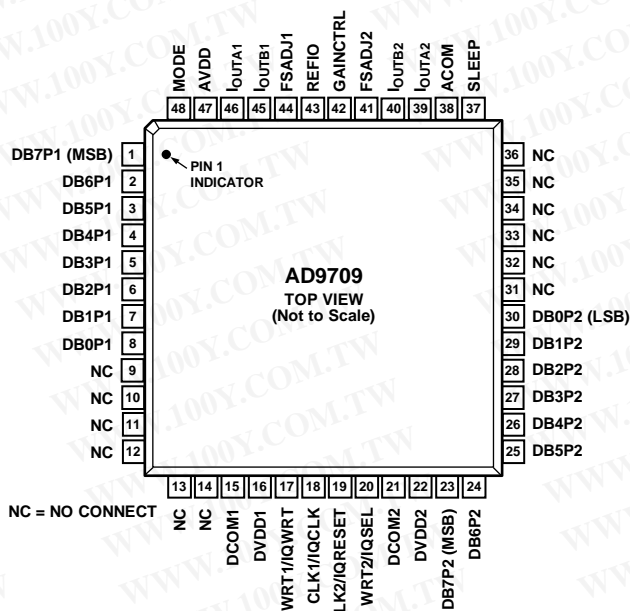 MODE
AVDD
IOUTA1
IOUTB1
FSADJ1
REFIO
GAINCTRL
FSADJ2
IOUTB2
IOUTA2
ACOM
SLEEP
48 47 46 45 44 43 42 41 40 39 38 37
DB7P1 (MSB) 1
DB6P1 2
DB5P1 3
DB4P1 4
DB3P1 5
DB2P1 6
DB1P1 7
DB0P1 8
NC 9
NC 10
NC 11
NC 12
PIN 1
INDICATOR
AD9709
TOP VIEW
(Not to Scale)
36 NC
35 NC
34 NC
33 NC
32 NC
31 NC
30 DB0P2 (LSB)
29 DB1P2
28 DB2P2
27 DB3P2
26 DB4P2
25 DB5P2
13 14 15 16 17 18 19 20 21 22 23 24
NC = NO CONNECT
NC
NC
DCOM1
DVDD1
WRT1/IQWRT
CLK1/IQCLK
LK2/IQRESET
WRT2/IQSEL
DCOM2
DVDD2
DB7P2 (MSB)
DB6P2
WWW.100Y.COM.TW